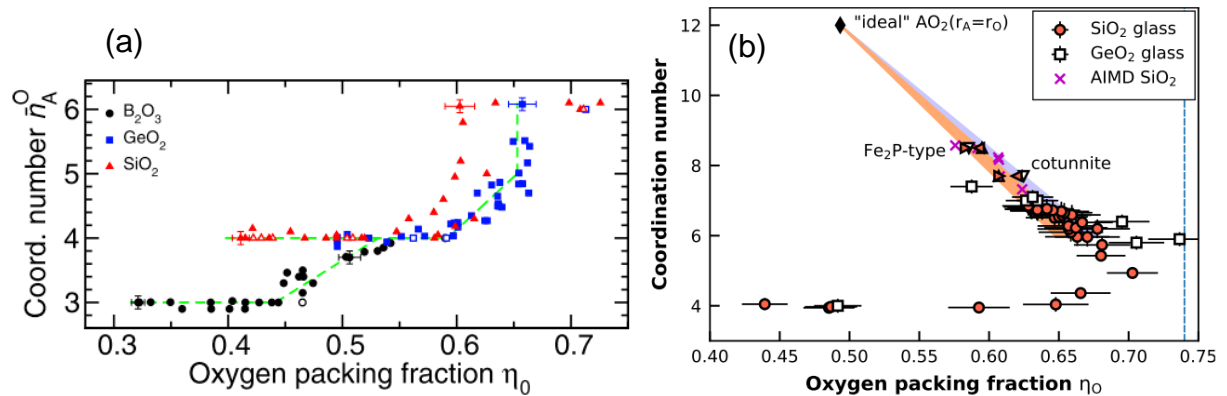 (a)
Coord. number n̄_A^O
6
5
4
3
B₂O₃
GeO₂
SiO₂
0.3 0.4 0.5 0.6 0.7
Oxygen packing fraction η₀
(b)
Coordination number
12
10
8
6
4
"ideal" AO₂(r_A=r_O)
SiO₂ glass
GeO₂ glass
AIMD SiO₂
Fe₂P-type
cotunnite
0.40 0.45 0.50 0.55 0.60 0.65 0.70 0.75
Oxygen packing fraction η_O